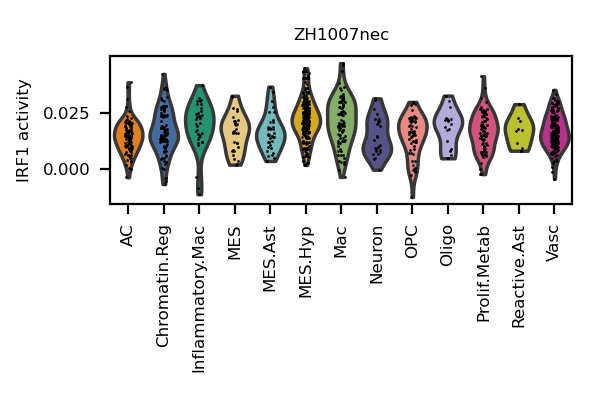 ZH1007nec
IRF1 activity
0.025
0.000
AC
Chromatin.Reg
Inflammatory.Mac
MES
MES.Ast
MES.Hyp
Mac
Neuron
OPC
Oligo
Prolif.Metab
Reactive.Ast
Vasc